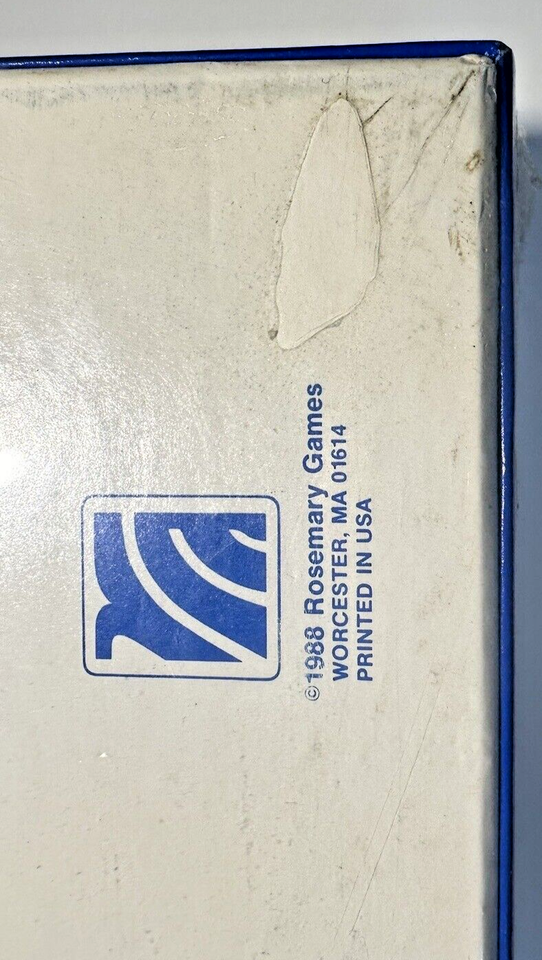 ©1988 Rosemary Games
WORCESTER, MA 01614
PRINTED IN USA